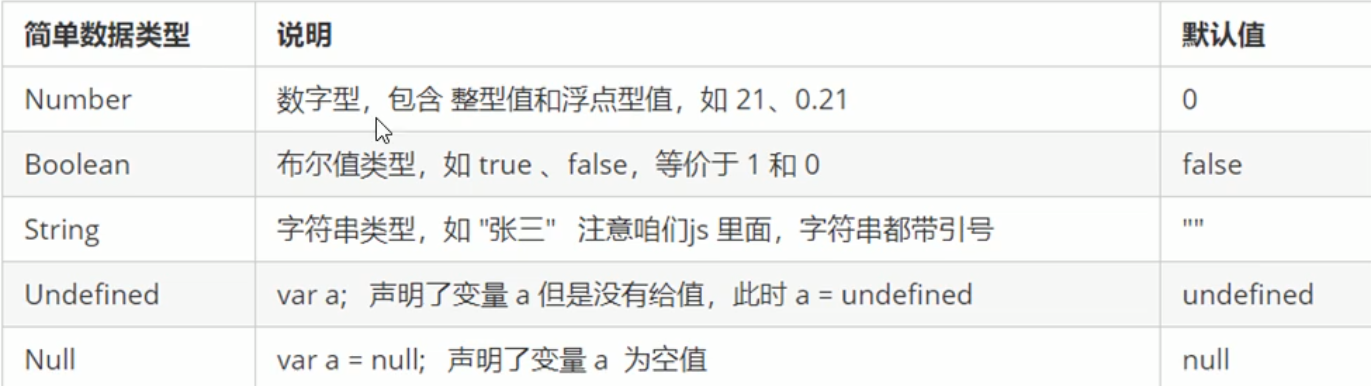 简单数据类型 说明 默认值
Number 数字型，包含 整型值和浮点型值，如 21、0.21 0
Boolean 布尔值类型，如 true 、false，等价于 1 和 0 false
String 字符串类型，如 "张三" 注意咱们js 里面，字符串都带引号 ""
Undefined var a; 声明了变量 a 但是没有给值，此时 a = undefined undefined
Null var a = null; 声明了变量 a 为空值 null